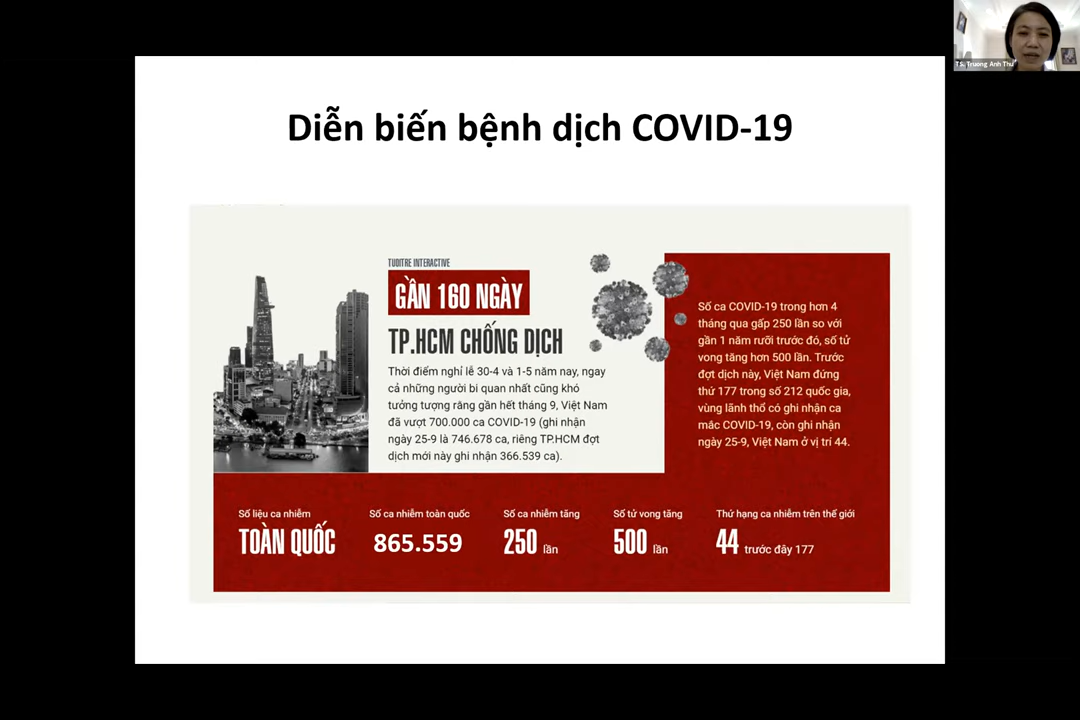 TS. Trương Anh Thư
Diễn biến bệnh dịch COVID-19
TUOITRE INTERACTIVE
GẦN 160 NGÀY
TP.HCM CHỐNG DỊCH
Thời điểm nghỉ lễ 30-4 và 1-5 năm nay, ngay
cả những người bi quan nhất cũng khó
tưởng tượng rằng gần hết tháng 9, Việt Nam
đã vượt 700.000 ca COVID-19 (ghi nhận
ngày 25-9 là 746.678 ca, riêng TP.HCM đợt
dịch mới này ghi nhận 366.539 ca).
Số ca COVID-19 trong hơn 4
tháng qua gấp 250 lần so với
gần 1 năm rưỡi trước đó, số tử
vong tăng hơn 500 lần. Trước
đợt dịch này, Việt Nam đứng
thứ 177 trong số 212 quốc gia,
vùng lãnh thổ có ghi nhận ca
mắc COVID-19, còn ghi nhận
ngày 25-9, Việt Nam ở vị trí 44.
Số liệu ca nhiễm
TOÀN QUỐC
Số ca nhiễm toàn quốc
865.559
Số ca nhiễm tăng
250 lần
Số tử vong tăng
500 lần
Thứ hạng ca nhiễm trên thế giới
44 trước đây 177